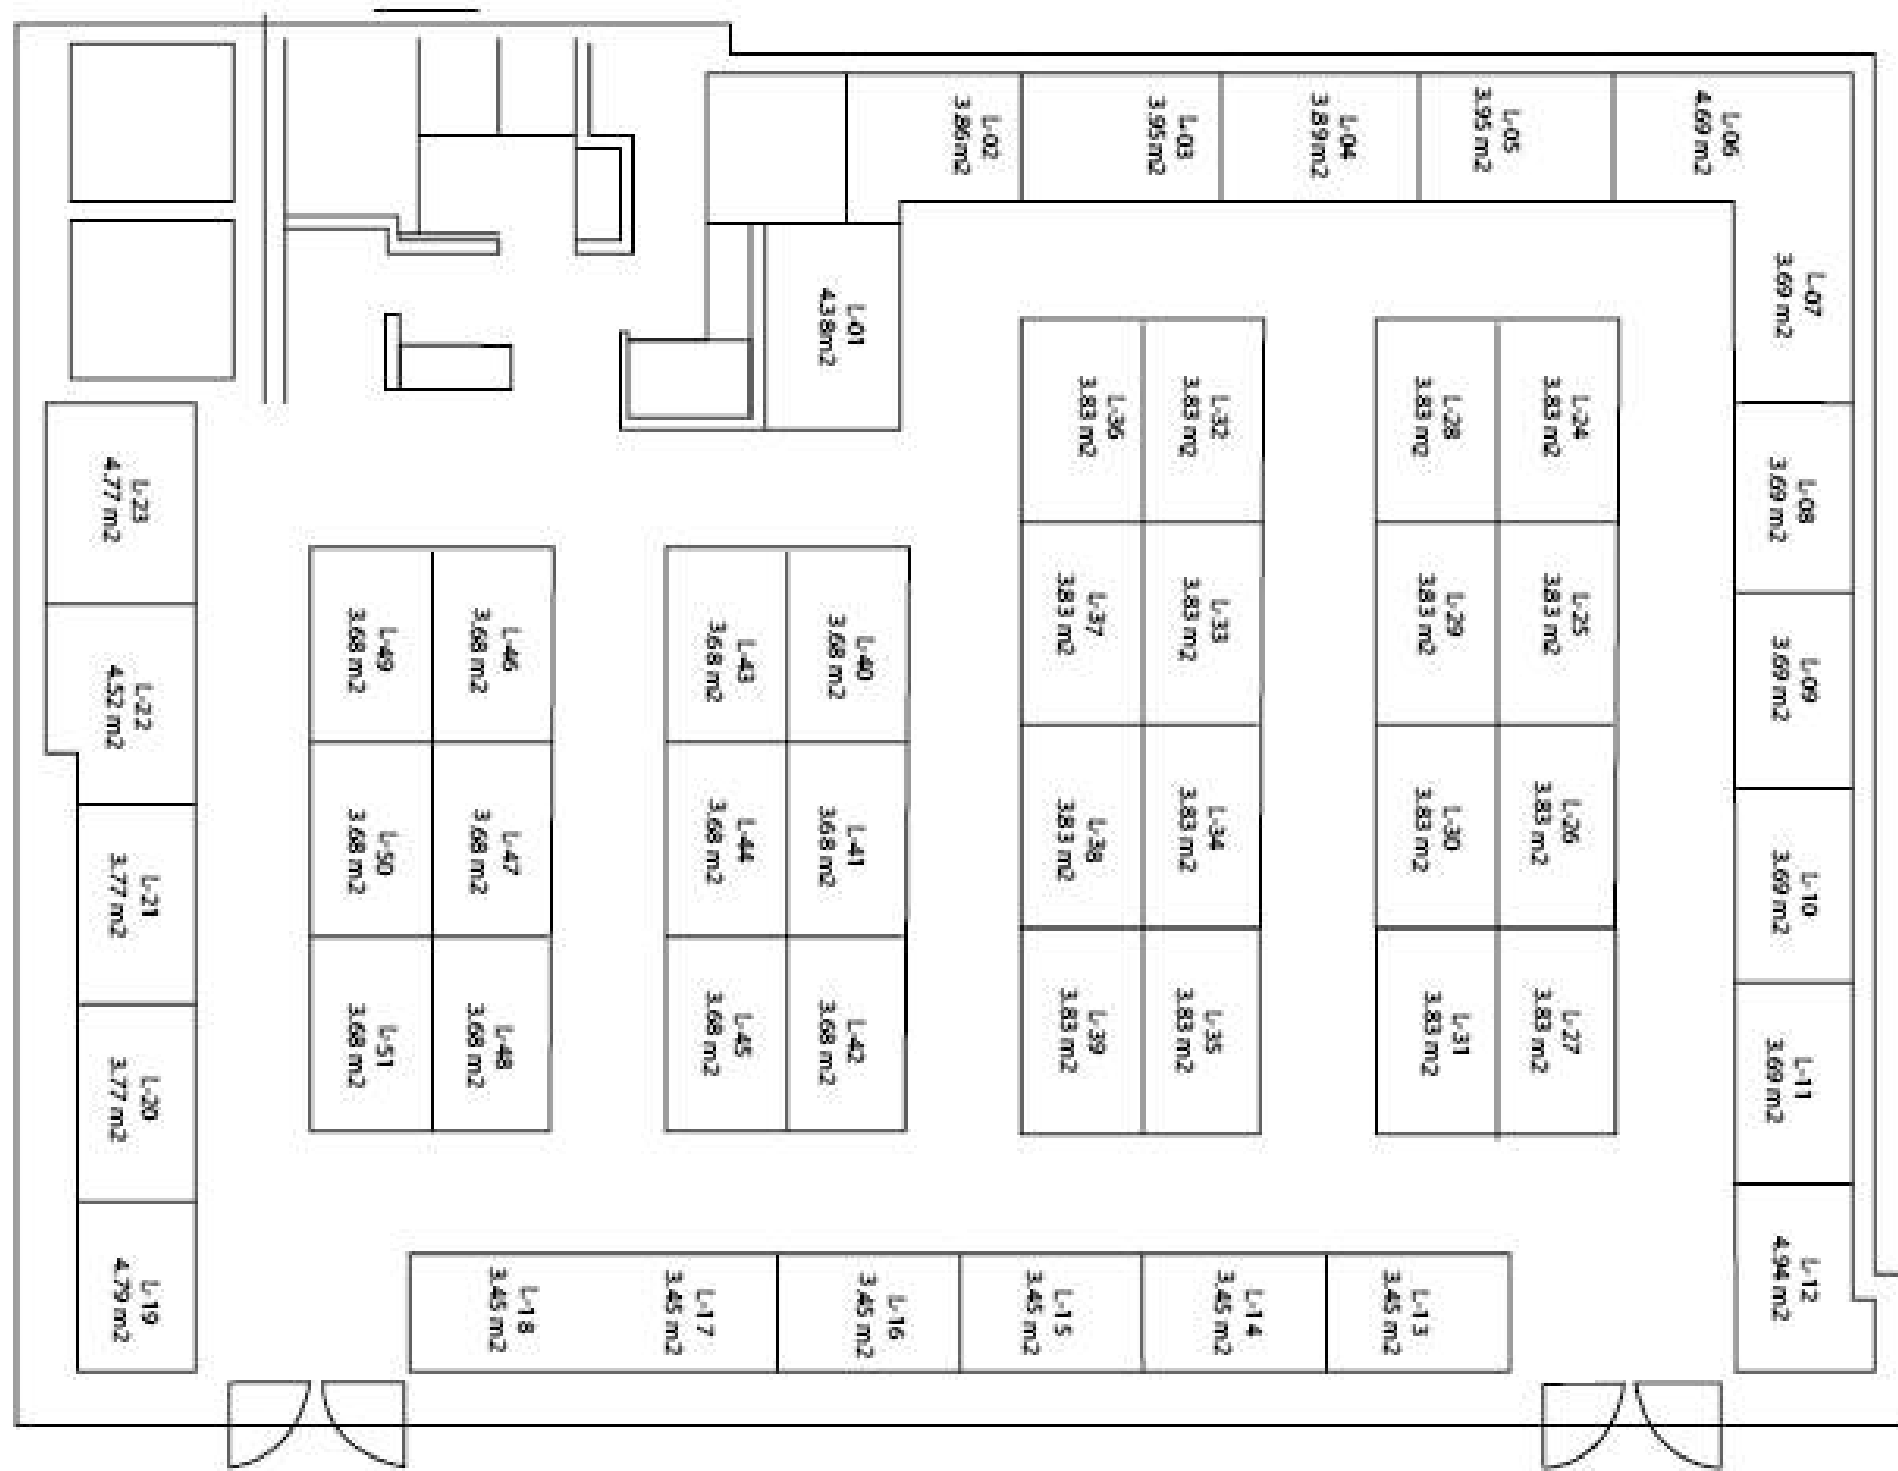 L-01
4.38m2
L-02
3.86m2
L-03
3.95m2
L-04
3.89m2
L-05
3.95 m2
L-06
4.69 m2
L-07
3.69 m2
L-08
3.69 m2
L-09
3.69 m2
L-10
3.69 m2
L-11
3.69 m2
L-12
4.94 m2
L-13
3.45 m2
L-14
3.45 m2
L-15
3.45 m2
L-16
3.45 m2
L-17
3.45 m2
L-18
3.45 m2
L-19
4.79 m2
L-20
3.77 m2
L-21
3.77 m2
L-22
4.52 m2
L-23
4.77 m2
L-24
3.83 m2
L-25
3.83 m2
L-26
3.83 m2
L-27
3.83 m2
L-28
3.83 m2
L-29
3.83 m2
L-30
3.83 m2
L-31
3.83 m2
L-32
3.83 m2
L-33
3.83 m2
L-34
3.83 m2
L-35
3.83 m2
L-36
3.83 m2
L-37
3.83 m2
L-38
3.83 m2
L-39
3.83 m2
L-40
3.68 m2
L-41
3.68 m2
L-42
3.68 m2
L-43
3.68 m2
L-44
3.68 m2
L-45
3.68 m2
L-46
3.68 m2
L-47
3.68 m2
L-48
3.68 m2
L-49
3.68 m2
L-50
3.68 m2
L-51
3.68 m2